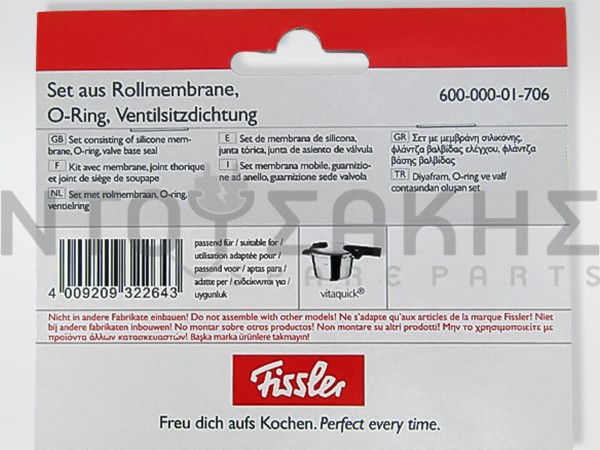 Set aus Rollmembrane,
O-Ring, Ventilsitzdichtung
600-000-01-706
GB Set consisting of silicone mem-
brane, O-ring, valve base seal
F Kit avec membrane, joint thorique
et joint de siège de soupape
NL Set met rolmembraan, O-ring,
ventielring
E Set de membrana de silicona,
junta tórica, junta de asiento de válvula
I Set membrana mobile, guarnizio-
ne ad anello, guarnizione sede valvola
GR Σετ με μεμβράνη σιλικόνης,
φλάντζα βαλβίδας ελέγχου, φλάντζα
βάσης βαλβίδας
TR Diyafram, O-ring ve valf
contasından oluşan set
ΝΤΟΥΣΑΚΗΣ
SPARE PARTS
4 009209 322643
passend für / suitable for /
utilisation adaptée pour /
passend voor / aptas para /
adatte per / ενδείκνυται για /
uygunluk
vitaquick®
Nicht in andere Fabrikate einbauen! Do not assemble with other models! Ne s'adapte qu'aux articles de la marque Fissler! Niet
bij andere fabrikaten inbouwen! No montar sobre otros productos! Non montare su altri prodotti! Μην το χρησιμοποιείτε με
προϊόντα άλλων κατασκευαστών! Başka marka ürünlere takmayın!
Fissler
Freu dich aufs Kochen. Perfect every time.